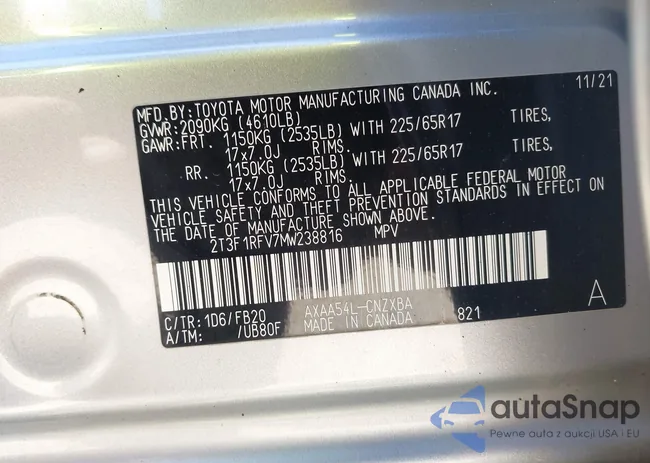 MFD.BY:TOYOTA MOTOR MANUFACTURING CANADA INC. 11/21
GVWR:2090KG (4610LB)
GAWR:FRT. 1150KG (2535LB) WITH 225/65R17 TIRES,
17x7.0J RIMS.
RR. 1150KG (2535LB) WITH 225/65R17 TIRES,
17x7.0J RIMS.
THIS VEHICLE CONFORMS TO ALL APPLICABLE FEDERAL MOTOR
VEHICLE SAFETY AND THEFT PREVENTION STANDARDS IN EFFECT ON
THE DATE OF MANUFACTURE SHOWN ABOVE.
2T3F1RFV7MW238816 MPV
C/TR:1D6/FB20 AXAA54L-CNZXBA A
A/TM: /UB80F MADE IN CANADA 821
autaSnap
Pewne auta z aukcji USA i EU